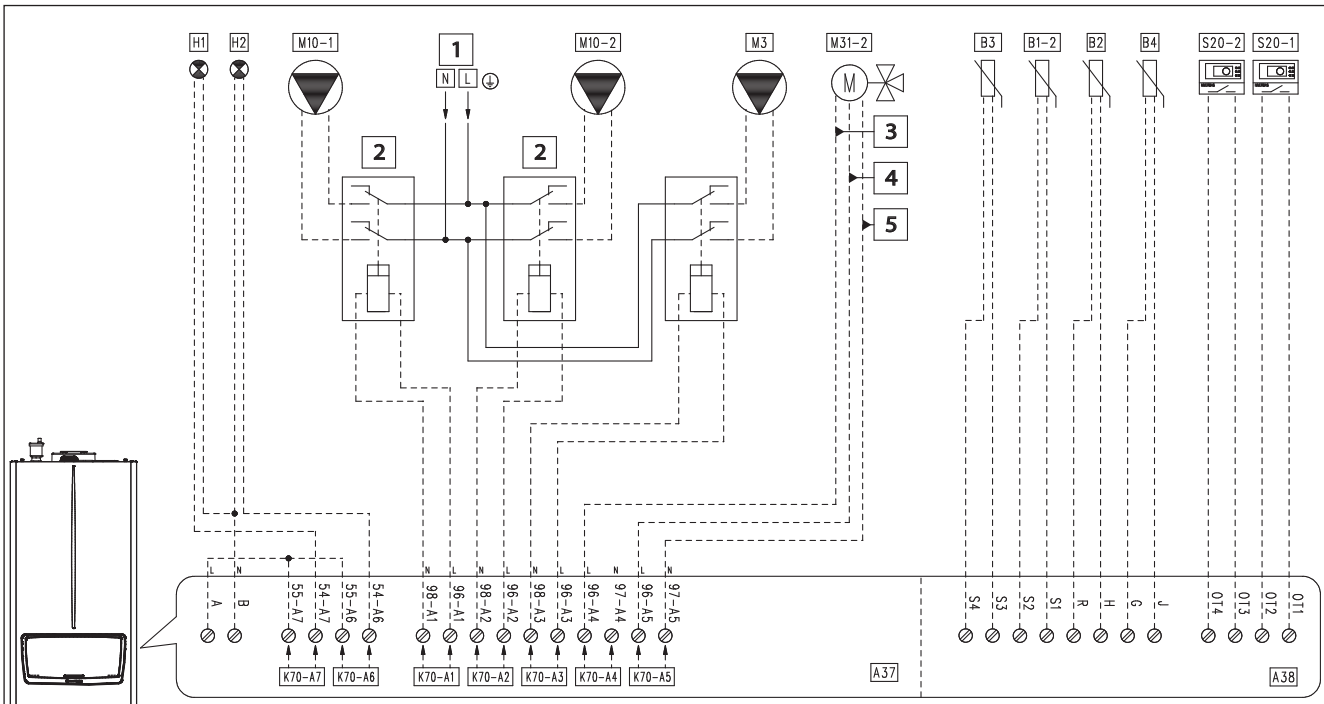 H1 H2 M10-1 1 M10-2 M3 M31-2 B3 B1-2 B2 B4 S20-2 S20-1
N L
M
3
2 2
4
5
L N N L N L N L L N L N
A B 55-A7 54-A7 55-A6 54-A6 98-A1 96-A1 98-A2 96-A2 98-A3 96-A3 96-A4 97-A4 96-A5 97-A5 S4 S3 S2 S1 R H G J OT4 OT3 OT2 OT1
K70-A7 K70-A6 K70-A1 K70-A2 K70-A3 K70-A4 K70-A5 A37 A38